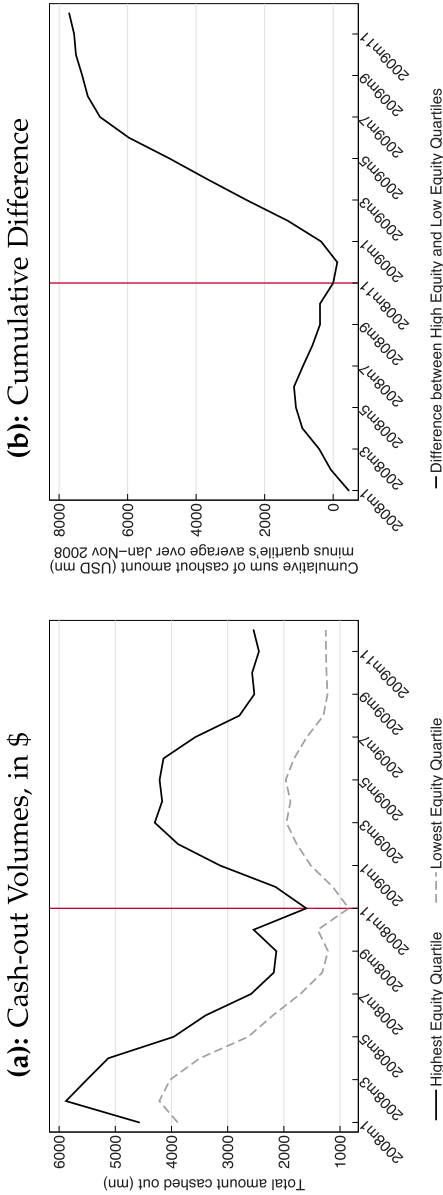 (a): Cash-out Volumes, in $
Total amount cashed out (mn)
6000
5000
4000
3000
2000
1000
2008m1
2008m3
2008m5
2008m7
2008m9
2008m11
2009m1
2009m3
2009m5
2009m7
2009m9
2009m11
Highest Equity Quartile
Lowest Equity Quartile
(b): Cumulative Difference
Cumulative sum of cashout amount (USD mn)
minus quartile's average over Jan–Nov 2008
8000
6000
4000
2000
0
2008m1
2008m3
2008m5
2008m7
2008m9
2008m11
2009m1
2009m3
2009m5
2009m7
2009m9
2009m11
Difference between High Equity and Low Equity Quartiles